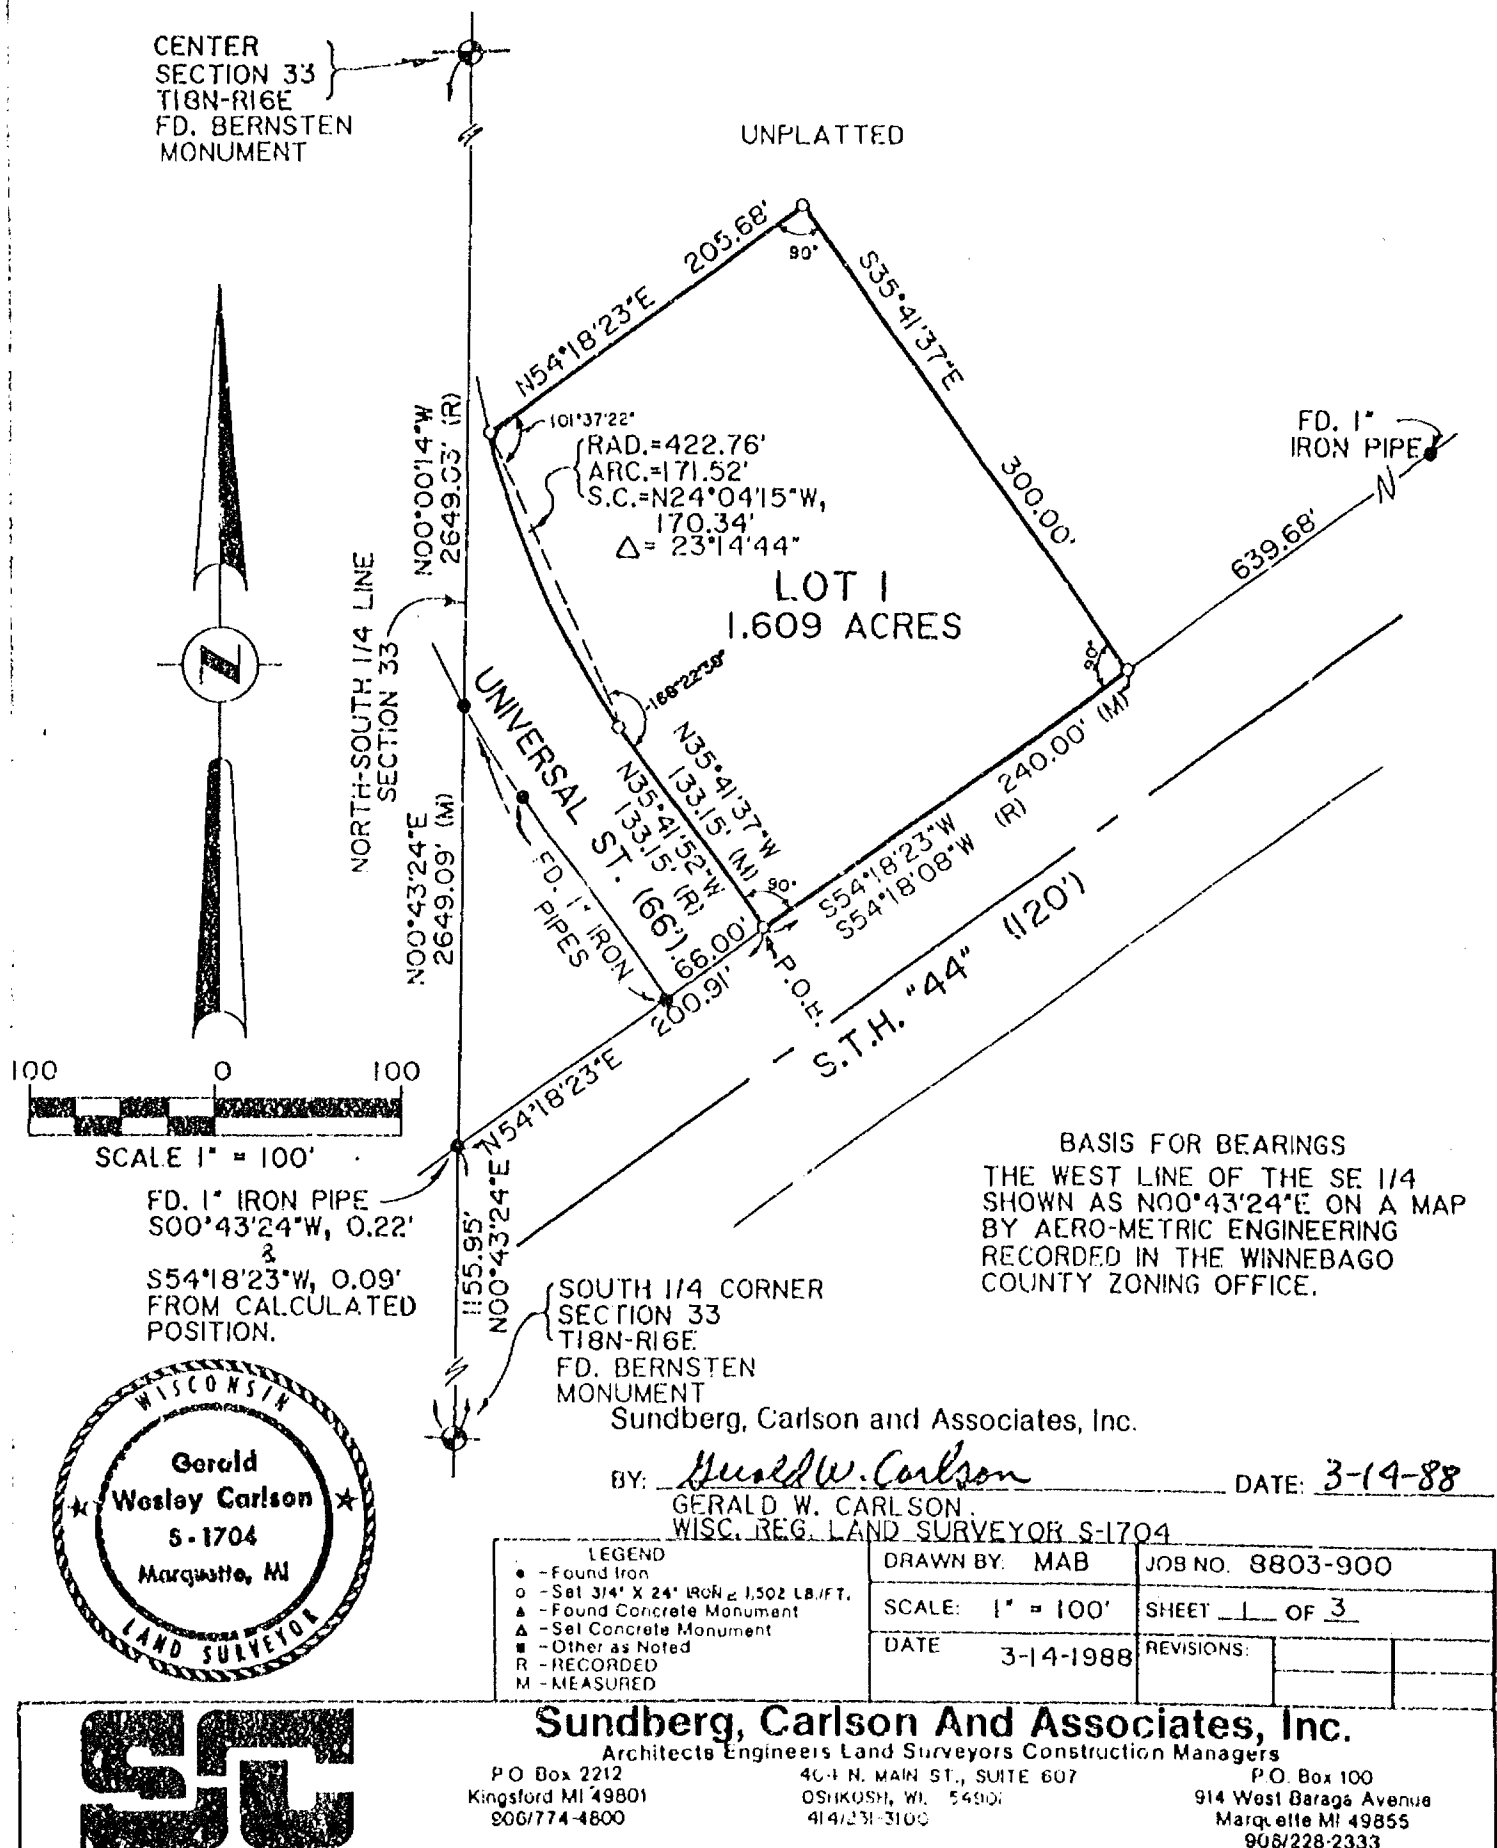 CENTER
SECTION 33
T18N-R16E
FD. BERNSTEN
MONUMENT
UNPLATTED
N54°18'23"E 205.68'
90°
S35°41'37"E 300.00'
101°37'22"
RAD.=422.76'
ARC.=171.52'
S.C.=N24°04'15"W,
170.34'
Δ= 23°14'44"
LOT 1
1.609 ACRES
FD. 1"
IRON PIPE
N
639.68'
N00°00'14"W
2649.03' (R)
NORTH-SOUTH 1/4 LINE
SECTION 33
N00°43'24"E
2649.09' (M)
UNIVERSAL ST. (66')
168°22'38"
90°
N35°41'37"W
133.15' (M)
N35°41'52"W
133.15' (R)
90°
240.00' (M)
S54°18'23"W (R)
S54°18'08"W
FD. 1" IRON
PIPES
66.00'
200.91'
N54°18'23"E
P.O.B.
S.T.H. "44" (120')
N
100 0 100
SCALE 1" = 100'
FD. 1" IRON PIPE
S00°43'24"W, 0.22'
&
S54°18'23"W, 0.09'
FROM CALCULATED
POSITION.
1155.95'
N00°43'24"E
BASIS FOR BEARINGS
THE WEST LINE OF THE SE 1/4
SHOWN AS N00°43'24"E ON A MAP
BY AERO-METRIC ENGINEERING
RECORDED IN THE WINNEBAGO
COUNTY ZONING OFFICE.
SOUTH 1/4 CORNER
SECTION 33
T18N-R16E
FD. BERNSTEN
MONUMENT
WISCONSIN
Gerald
Wesley Carlson
S-1704
Marquette, MI
LAND SURVEYOR
Sundberg, Carlson and Associates, Inc.
BY: Gerald W. Carlson DATE: 3-14-88
GERALD W. CARLSON
WISC. REG. LAND SURVEYOR S-1704
LEGEND
● - Found Iron
○ - Set 3/4" X 24" IRON ≥ 1.502 LB./FT.
▲ - Found Concrete Monument
△ - Set Concrete Monument
■ - Other as Noted
R - RECORDED
M - MEASURED
DRAWN BY: MAB
SCALE: 1" = 100'
DATE 3-14-1988
JOB NO. 8803-900
SHEET 1 OF 3
REVISIONS:
SC
Sundberg, Carlson And Associates, Inc.
Architects Engineers Land Surveyors Construction Managers
P O Box 2212
Kingsford MI 49801
906/774-4800
404 N. MAIN ST., SUITE 607
OSHKOSH, WI. 54901
414/231-3100
P.O. Box 100
914 West Baraga Avenue
Marquette MI 49855
906/228-2333